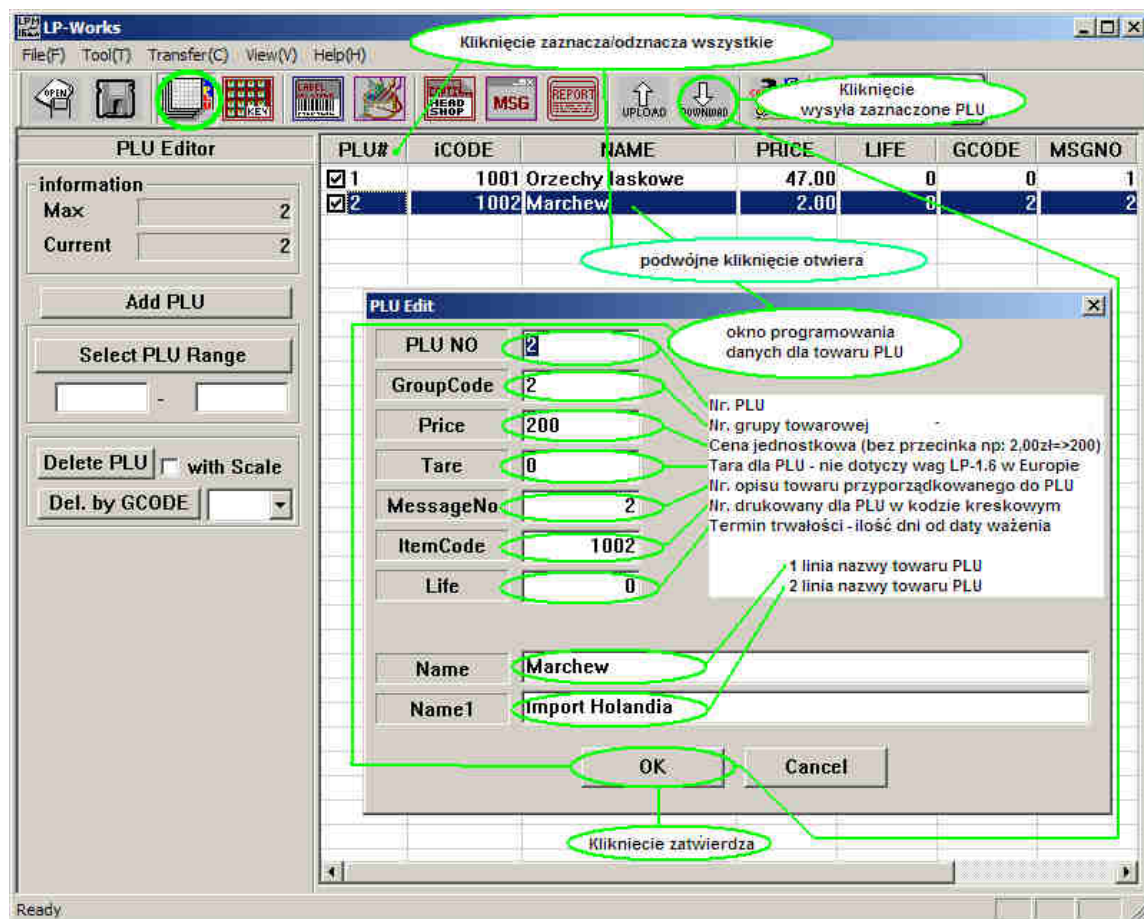 LP-Works
File(F) Tool(T) Transfer(C) View(V) Help(H)
Kliknięcie zaznacza/odznacza wszystkie
OPEN
KEY
LABEL
HEAD
SHOP
MSG
REPORT
UPLOAD
DOWNLOAD
Kliknięcie
wysyła zaznaczone PLU
PLU Editor
PLU# iCODE NAME PRICE LIFE GCODE MSGNO
1 1001 Orzechy laskowe 47.00 0 0 1
2 1002 Marchew 2.00 0 2 2
information
Max 2
Current 2
podwójne kliknięcie otwiera
Add PLU
Select PLU Range
-
Delete PLU with Scale
Del. by GCODE
PLU Edit
okno programowania
danych dla towaru PLU
PLU NO 2
GroupCode 2
Price 200
Tare 0
MessageNo 2
ItemCode 1002
Life 0
Nr. PLU
Nr. grupy towarowej -
Cena jednostkowa (bez przecinka np: 2,00zł=>200)
Tara dla PLU - nie dotyczy wag LP-1.6 w Europie
Nr. opisu towaru przyporządkowanego do PLU
Nr. drukowany dla PLU w kodzie kreskowym
Termin trwałości - ilość dni od daty ważenia
1 linia nazwy towaru PLU
2 linia nazwy towaru PLU
Name Marchew
Name1 Import Holandia
OK Cancel
Klikniecie zatwierdza
Ready